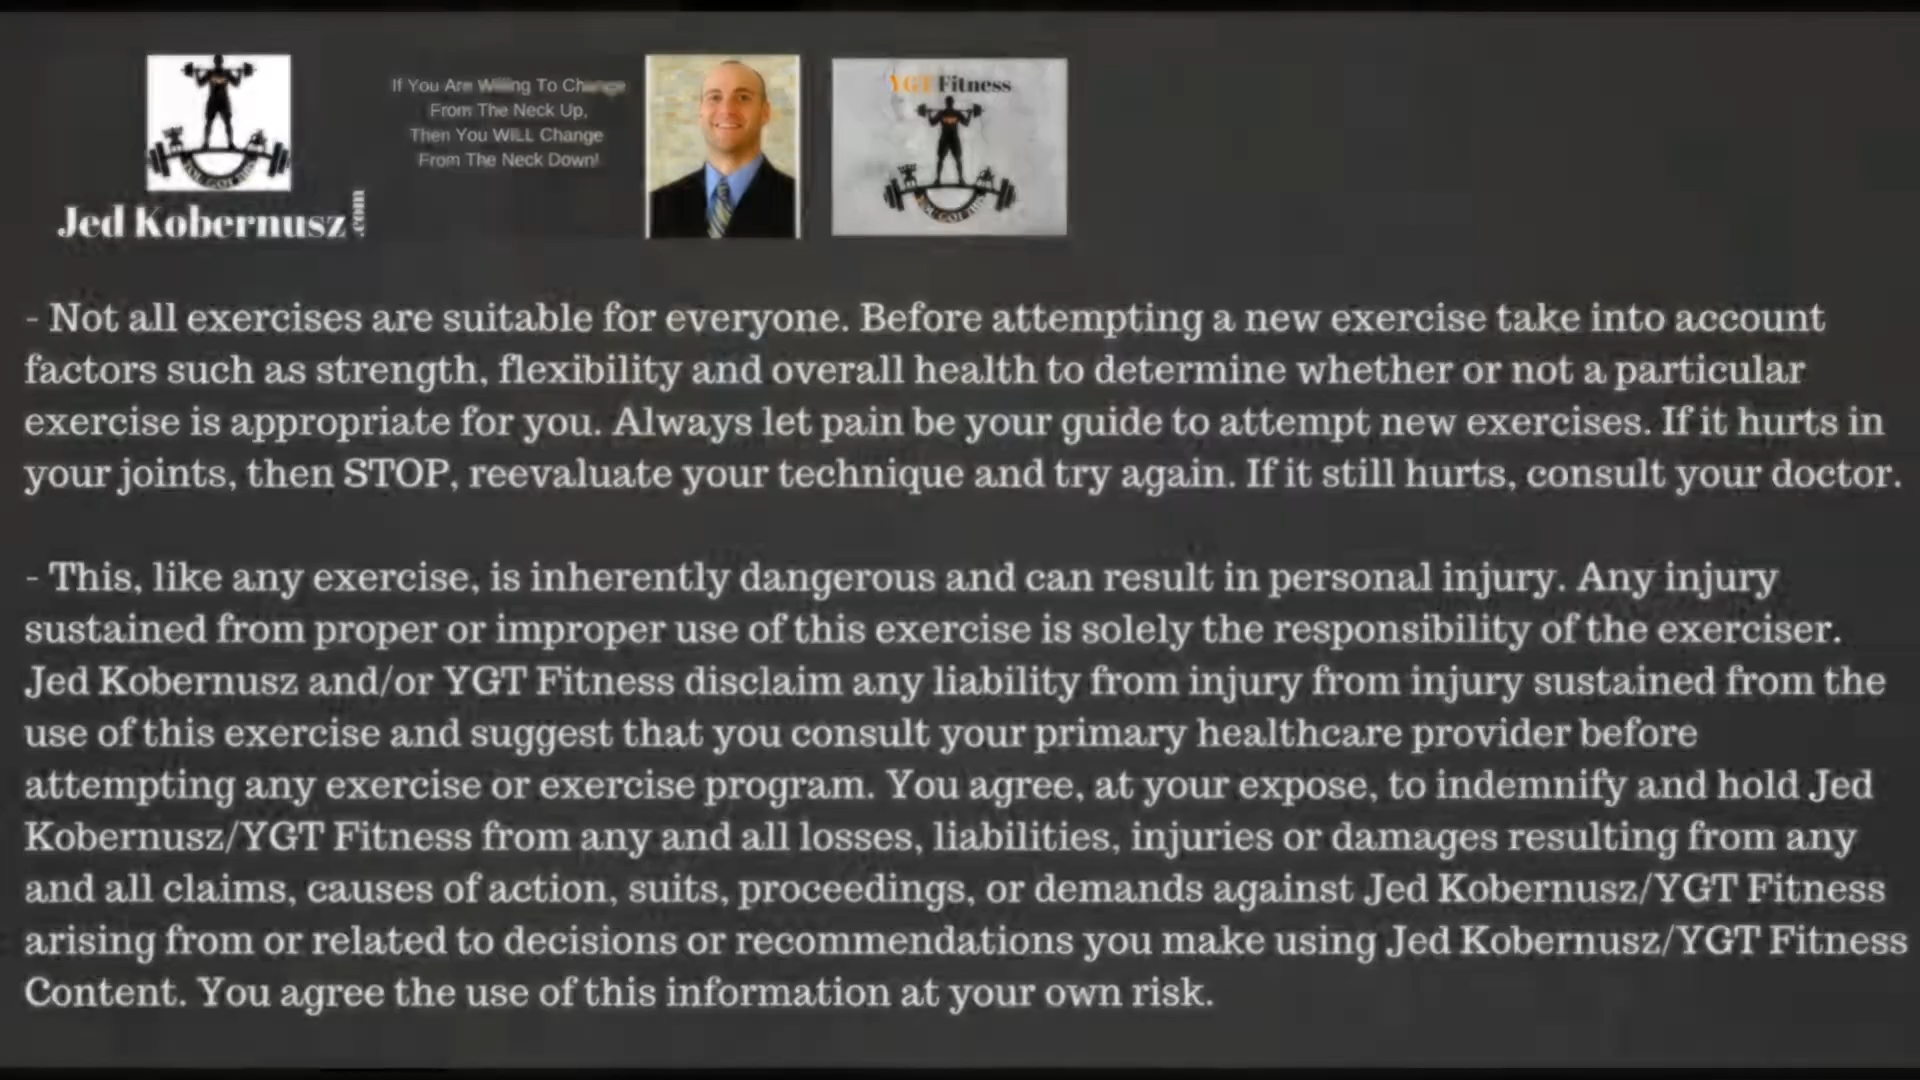 If You Are Willing To Change
From The Neck Up,
Then You WILL Change
From The Neck Down!
YGT Fitness
YOU GOT THIS
YOU GOT THIS
Jed Kobernusz.com
- Not all exercises are suitable for everyone. Before attempting a new exercise take into account
factors such as strength, flexibility and overall health to determine whether or not a particular
exercise is appropriate for you. Always let pain be your guide to attempt new exercises. If it hurts in
your joints, then STOP, reevaluate your technique and try again. If it still hurts, consult your doctor.
- This, like any exercise, is inherently dangerous and can result in personal injury. Any injury
sustained from proper or improper use of this exercise is solely the responsibility of the exerciser.
Jed Kobernusz and/or YGT Fitness disclaim any liability from injury from injury sustained from the
use of this exercise and suggest that you consult your primary healthcare provider before
attempting any exercise or exercise program. You agree, at your expose, to indemnify and hold Jed
Kobernusz/YGT Fitness from any and all losses, liabilities, injuries or damages resulting from any
and all claims, causes of action, suits, proceedings, or demands against Jed Kobernusz/YGT Fitness
arising from or related to decisions or recommendations you make using Jed Kobernusz/YGT Fitness
Content. You agree the use of this information at your own risk.